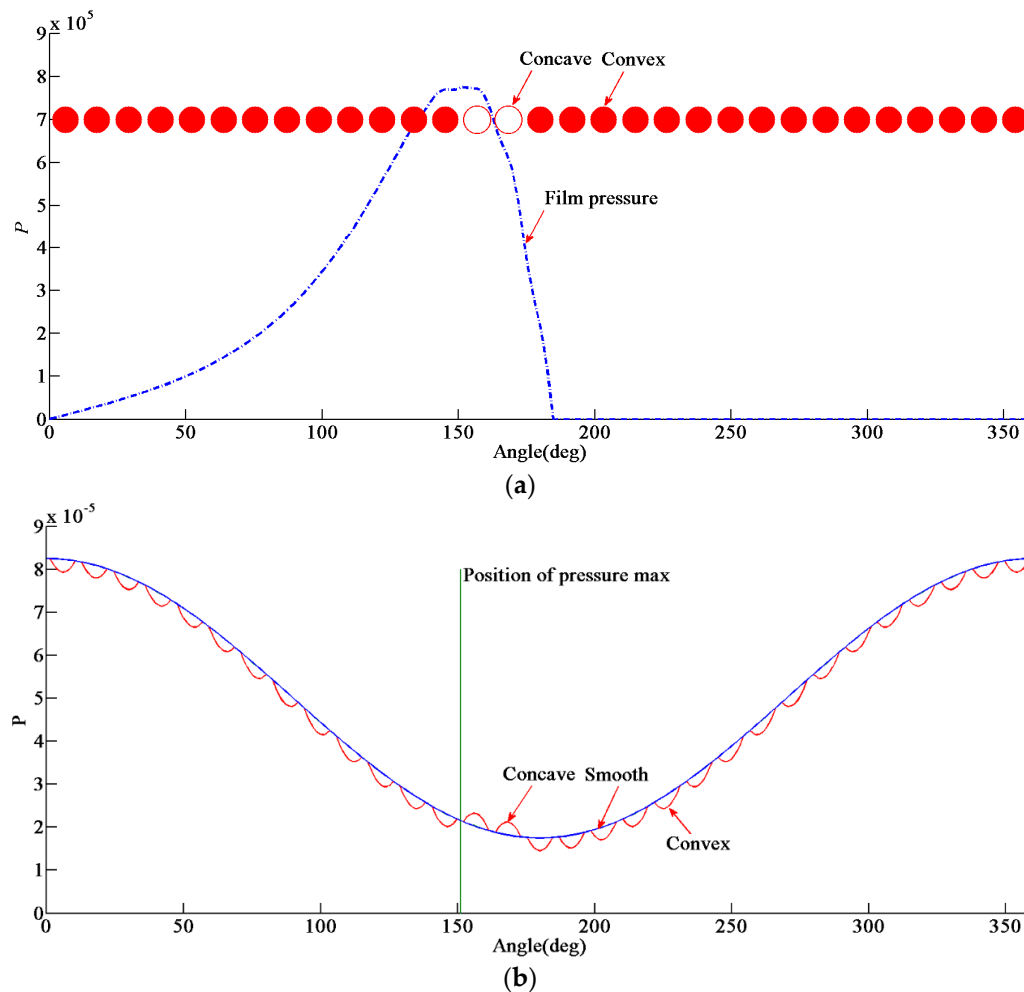 x 10⁵
9
Concave Convex
8
7
6
Film pressure
5
P
4
3
2
1
0
0 50 100 150 200 250 300 350
Angle(deg)
(a)
x 10⁻⁵
9
8
Position of pressure max
7
6
5
P
4
3
Concave Smooth
2
Convex
1
0
0 50 100 150 200 250 300 350
Angle(deg)
(b)